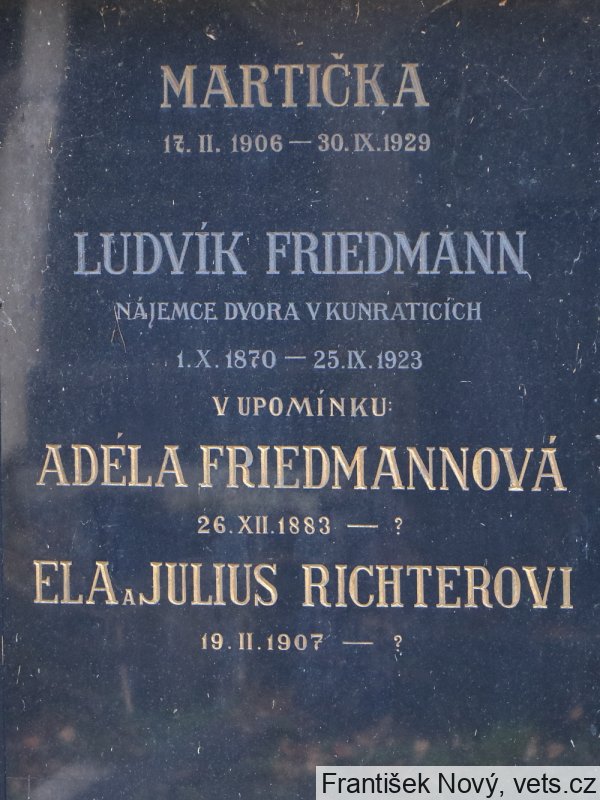 MARTIČKA
17. II. 1906 — 30. IX. 1929
LUDVÍK FRIEDMANN
NÁJEMCE DVORA V KUNRATICÍCH
1. X. 1870 — 25. IX. 1923
V UPOMÍNKU:
ADÉLA FRIEDMANNOVÁ
26. XII. 1883 — ?
ELA A JULIUS RICHTEROVI
19. II. 1907 — ?
František Nový, vets.cz